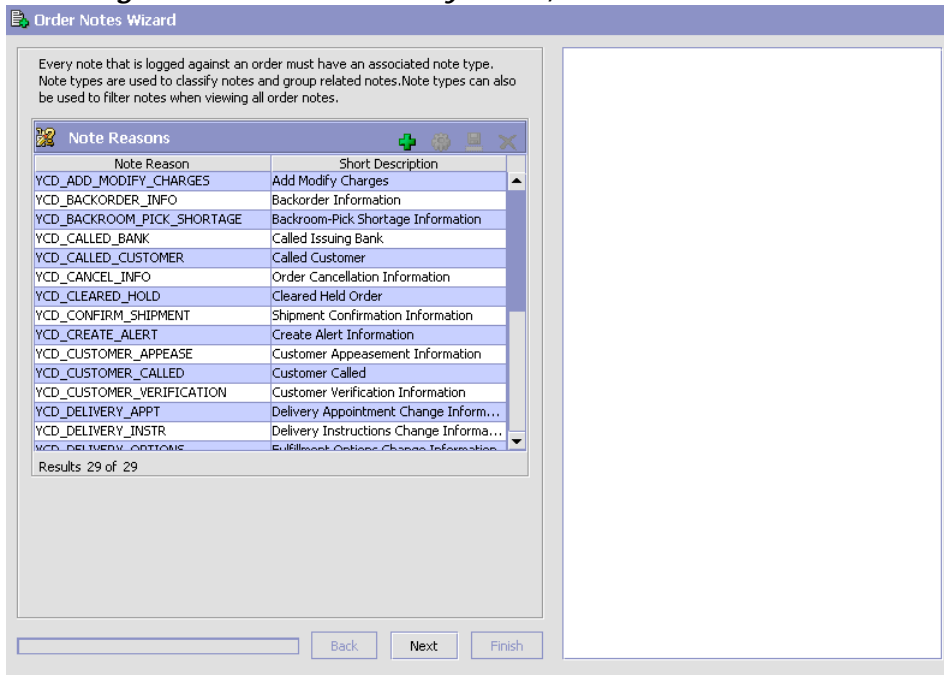 Order Notes Wizard
Every note that is logged against an order must have an associated note type.
Note types are used to classify notes and group related notes.Note types can also
be used to filter notes when viewing all order notes.
Note Reasons
Note Reason Short Description
YCD_ADD_MODIFY_CHARGES Add Modify Charges
YCD_BACKORDER_INFO Backorder Information
YCD_BACKROOM_PICK_SHORTAGE Backroom-Pick Shortage Information
YCD_CALLED_BANK Called Issuing Bank
YCD_CALLED_CUSTOMER Called Customer
YCD_CANCEL_INFO Order Cancellation Information
YCD_CLEARED_HOLD Cleared Held Order
YCD_CONFIRM_SHIPMENT Shipment Confirmation Information
YCD_CREATE_ALERT Create Alert Information
YCD_CUSTOMER_APPEASE Customer Appeasement Information
YCD_CUSTOMER_CALLED Customer Called
YCD_CUSTOMER_VERIFICATION Customer Verification Information
YCD_DELIVERY_APPT Delivery Appointment Change Inform...
YCD_DELIVERY_INSTR Delivery Instructions Change Informa...
YCD_DELIVERY_OPTIONS Fulfillment Options Change Information
Results 29 of 29
Back Next Finish